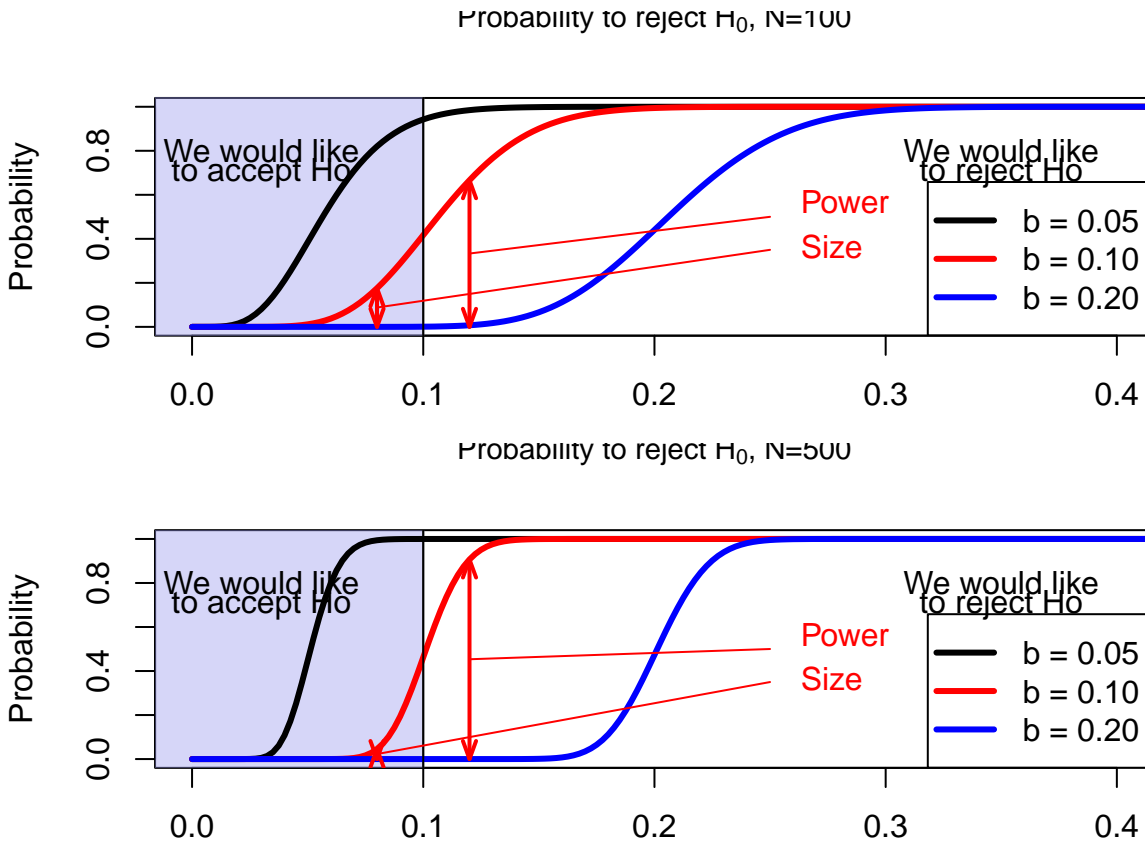 Probability to reject H₀, N=100
Probability
0.0 0.4 0.8
We would like
to accept Ho
We would like
to reject Ho
Power
Size
b = 0.05
b = 0.10
b = 0.20
0.0 0.1 0.2 0.3 0.4
Probability to reject H₀, N=500
Probability
0.0 0.4 0.8
We would like
to accept Ho
We would like
to reject Ho
Power
Size
b = 0.05
b = 0.10
b = 0.20
0.0 0.1 0.2 0.3 0.4